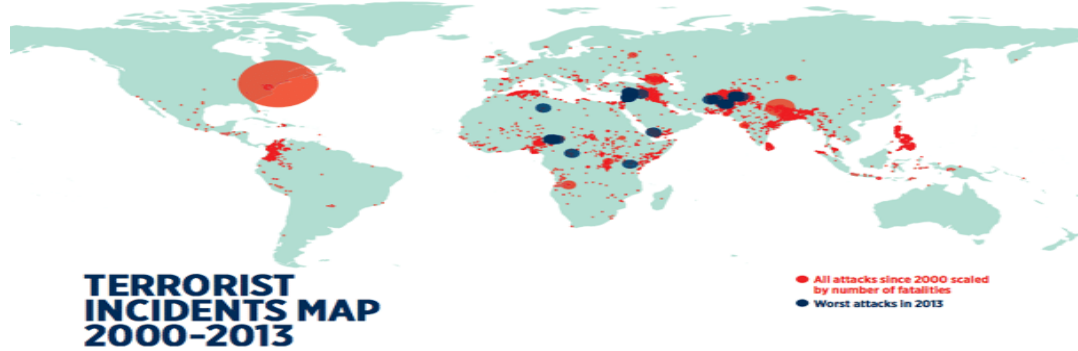 TERRORIST
INCIDENTS MAP
2000-2013
All attacks since 2000 scaled
by number of fatalities
Worst attacks in 2013